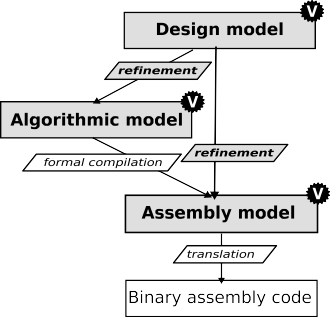 V
Design model
refinement
V
Algorithmic model
formal compilation
refinement
V
Assembly model
translation
Binary assembly code